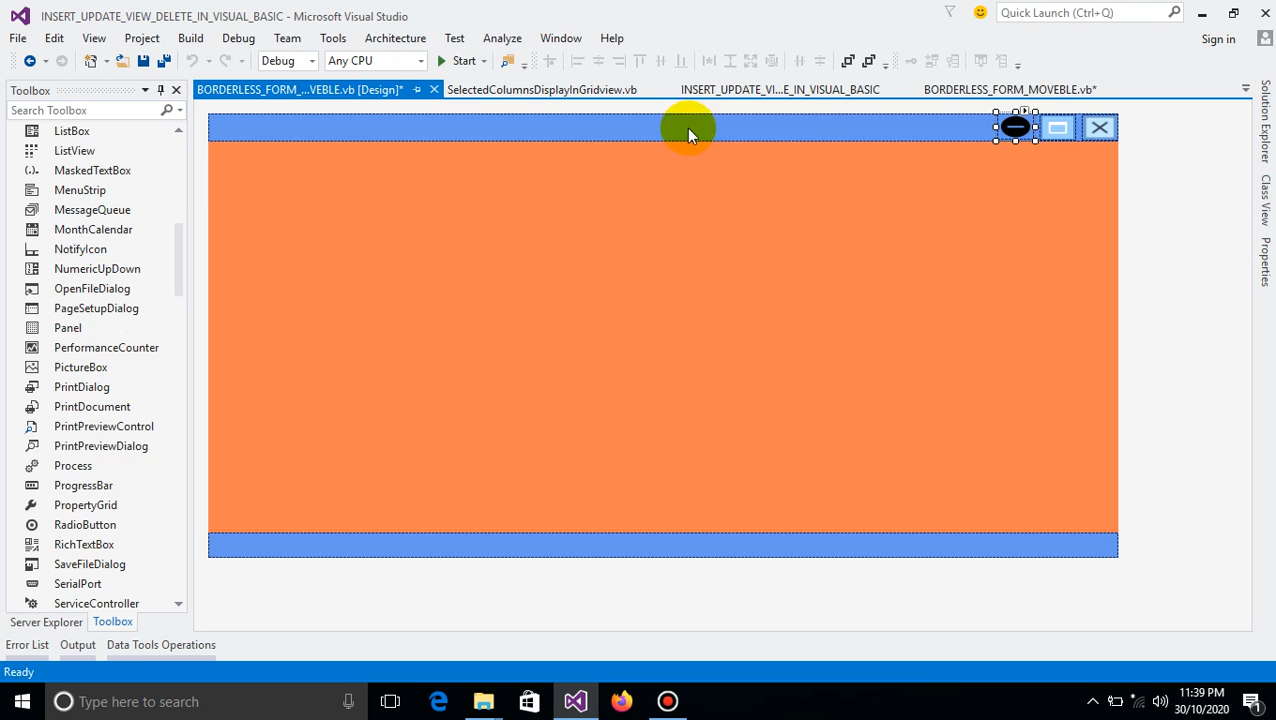 INSERT_UPDATE_VIEW_DELETE_IN_VISUAL_BASIC - Microsoft Visual Studio
Quick Launch (Ctrl+Q)
File Edit View Project Build Debug Team Tools Architecture Test Analyze Window Help
Sign in
Debug Any CPU Start
Toolbox
BORDERLESS_FORM_...VEBLE.vb [Design]* SelectedColumnsDisplayInGridview.vb INSERT_UPDATE_VI...E_IN_VISUAL_BASIC BORDERLESS_FORM_MOVEBLE.vb*
Search Toolbox
ListBox
ListView
MaskedTextBox
MenuStrip
MessageQueue
MonthCalendar
NotifyIcon
NumericUpDown
OpenFileDialog
PageSetupDialog
Panel
PerformanceCounter
PictureBox
PrintDialog
PrintDocument
PrintPreviewControl
PrintPreviewDialog
Process
ProgressBar
PropertyGrid
RadioButton
RichTextBox
SaveFileDialog
SerialPort
ServiceController
Solution Explorer
Class View
Properties
Server Explorer Toolbox
Error List Output Data Tools Operations
Ready
Type here to search
11:39 PM
30/10/2020
1